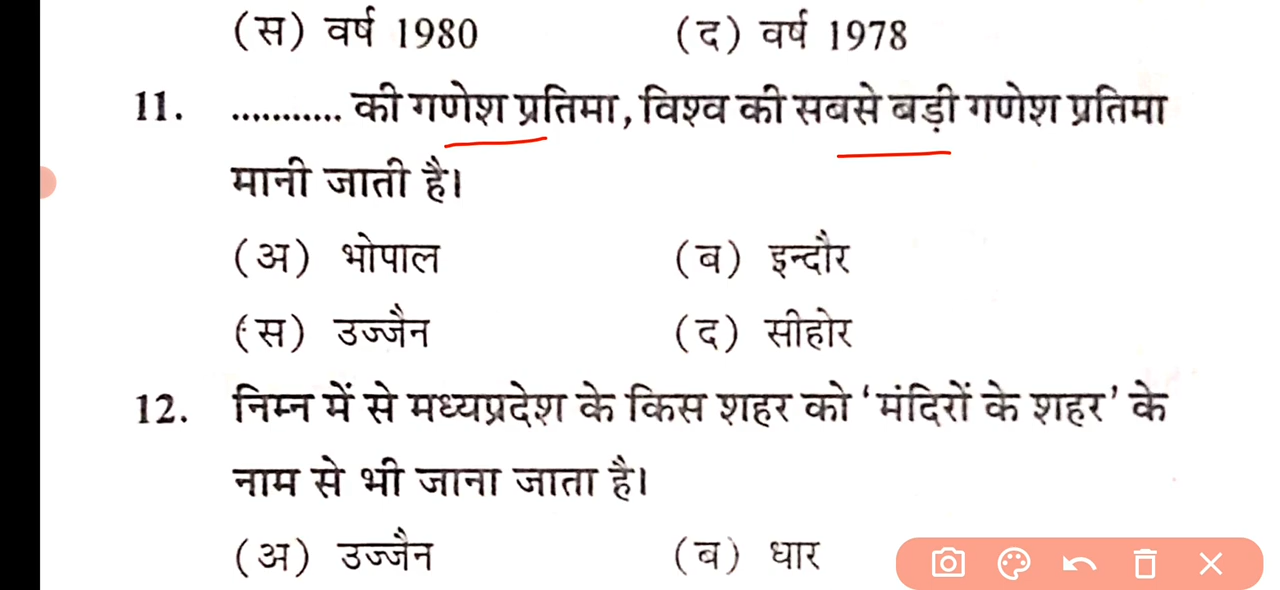 (स) वर्ष 1980 (द) वर्ष 1978
11. ........... की गणेश प्रतिमा, विश्व की सबसे बड़ी गणेश प्रतिमा
मानी जाती है।
(अ) भोपाल (ब) इन्दौर
(स) उज्जैन (द) सीहोर
12. निम्न में से मध्यप्रदेश के किस शहर को ‘मंदिरों के शहर’ के
नाम से भी जाना जाता है।
(अ) उज्जैन (ब) धार